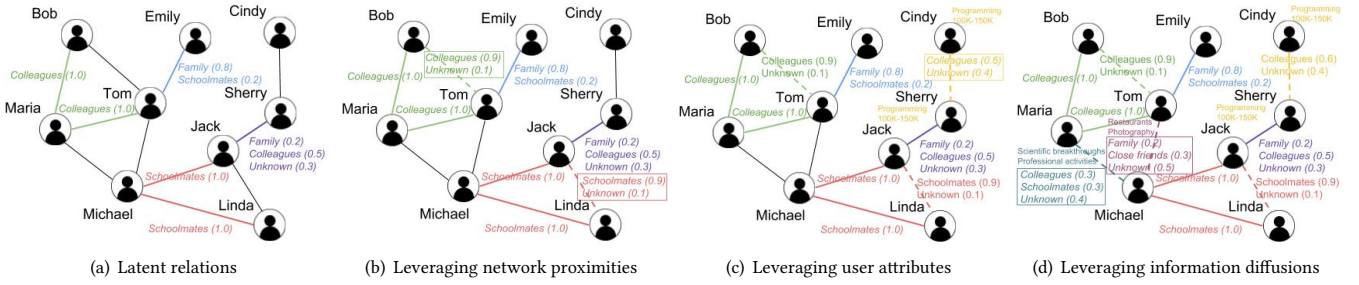 Bob
Emily
Cindy
Colleagues (1.0)
Family (0.8)
Schoolmates (0.2)
Tom
Sherry
Maria
Colleagues (1.0)
Jack
Family (0.2)
Colleagues (0.5)
Unknown (0.3)
Schoolmates (1.0)
Michael
Linda
Schoolmates (1.0)
(a) Latent relations
Bob
Emily
Cindy
Colleagues (0.9)
Unknown (0.1)
Colleagues (1.0)
Family (0.8)
Schoolmates (0.2)
Tom
Sherry
Maria
Colleagues (1.0)
Jack
Family (0.2)
Colleagues (0.5)
Unknown (0.3)
Schoolmates (1.0)
Schoolmates (0.9)
Unknown (0.1)
Michael
Linda
Schoolmates (1.0)
(b) Leveraging network proximities
Programming
100K-150K
Bob
Emily
Cindy
Colleagues (0.9)
Unknown (0.1)
Colleagues (0.6)
Unknown (0.4)
Colleagues (1.0)
Family (0.8)
Schoolmates (0.2)
Tom
Sherry
Programming
100K-150K
Maria
Colleagues (1.0)
Jack
Family (0.2)
Colleagues (0.5)
Unknown (0.3)
Schoolmates (1.0)
Schoolmates (0.9)
Unknown (0.1)
Michael
Linda
Schoolmates (1.0)
(c) Leveraging user attributes
Programming
100K-150K
Bob
Emily
Cindy
Colleagues (0.9)
Unknown (0.1)
Colleagues (0.6)
Unknown (0.4)
Colleagues (1.0)
Family (0.8)
Schoolmates (0.2)
Tom
Sherry
Programming
100K-150K
Maria
Colleagues (1.0)
Restaurants
Photography
Jack
Family (0.2)
Close friends (0.3)
Unknown (0.5)
Family (0.2)
Colleagues (0.5)
Unknown (0.3)
Scientific breakthroughs
Professional activities
Colleagues (0.3)
Schoolmates (0.3)
Unknown (0.4)
Schoolmates (1.0)
Schoolmates (0.9)
Unknown (0.1)
Michael
Linda
Schoolmates (1.0)
(d) Leveraging information diffusions